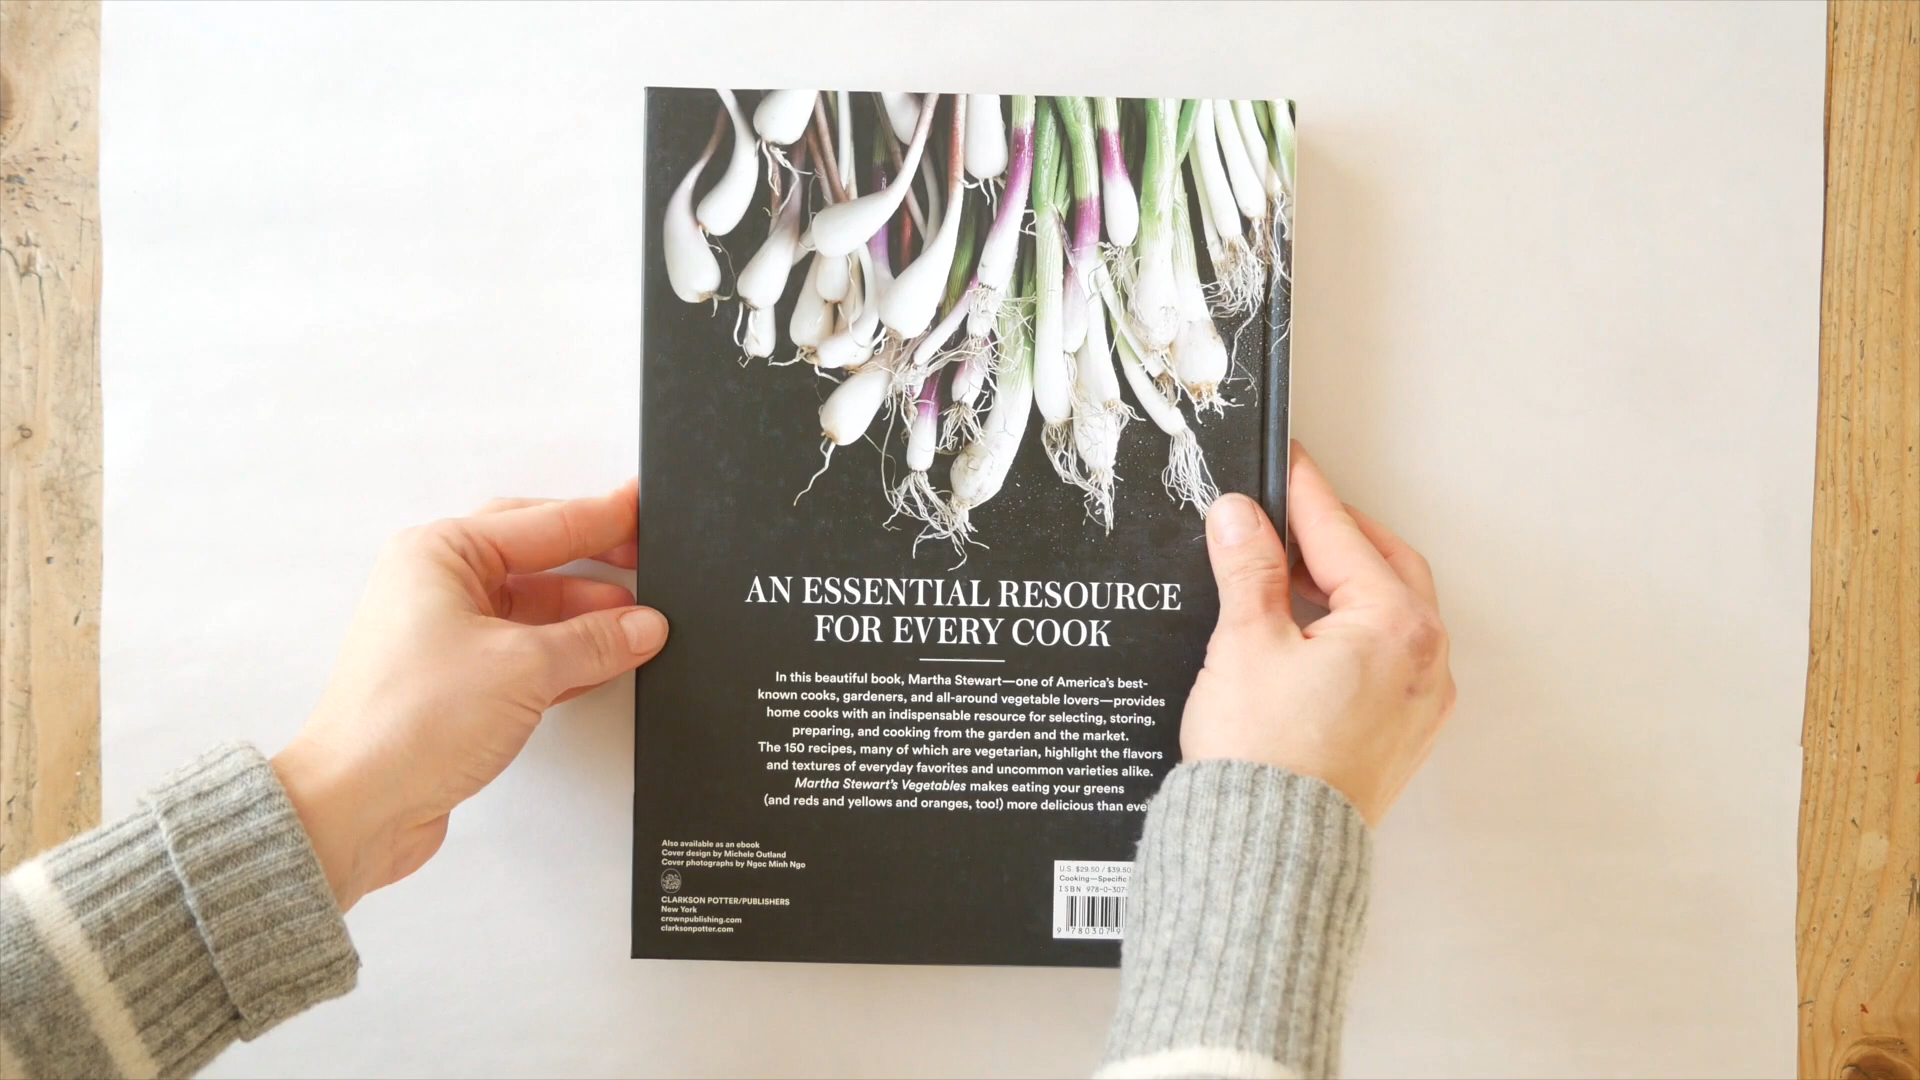 AN ESSENTIAL RESOURCE
FOR EVERY COOK
In this beautiful book, Martha Stewart—one of America's best-
known cooks, gardeners, and all-around vegetable lovers—provides
home cooks with an indispensable resource for selecting, storing,
preparing, and cooking from the garden and the market.
The 150 recipes, many of which are vegetarian, highlight the flavors
and textures of everyday favorites and uncommon varieties alike.
Martha Stewart's Vegetables makes eating your greens
(and reds and yellows and oranges, too!) more delicious than
Also available as an ebook
Cover design by Michele Outland
Cover photographs by Ngoc Minh Ngo
CLARKSON POTTER/PUBLISHERS
New York
crownpublishing.com
clarksonpotter.com
U.S. $29.50 / $39.50
Cooking—Specific
ISBN 978-0-307-
9 780307 9